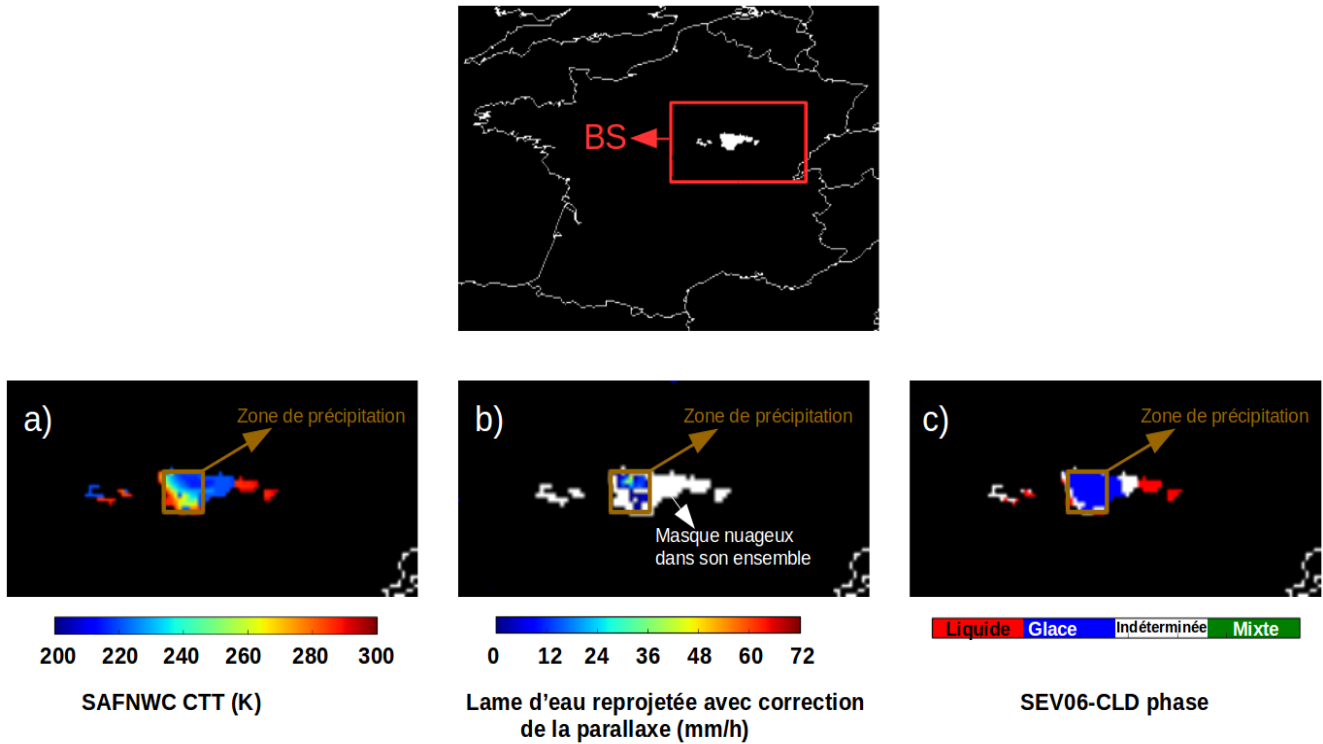 BS
a)
Zone de précipitation
b)
Zone de précipitation
Masque nuageux
dans son ensemble
c)
Zone de précipitation
200 220 240 260 280 300
SAFNWC CTT (K)
0 12 24 36 48 60 72
Lame d’eau reprojetée avec correction
de la parallaxe (mm/h)
Liquide Glace Indéterminée Mixte
SEV06-CLD phase